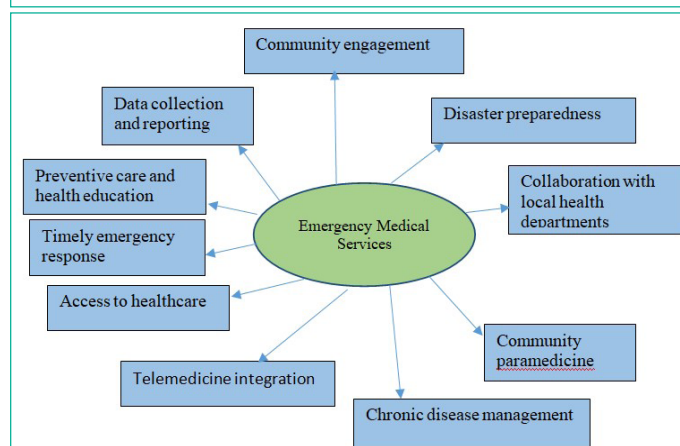 Community engagement
Data collection
and reporting
Disaster preparedness
Preventive care and
health education
Collaboration with
local health
departments
Emergency Medical
Services
Timely emergency
response
Access to healthcare
Community
paramedicine
Telemedicine integration
Chronic disease management